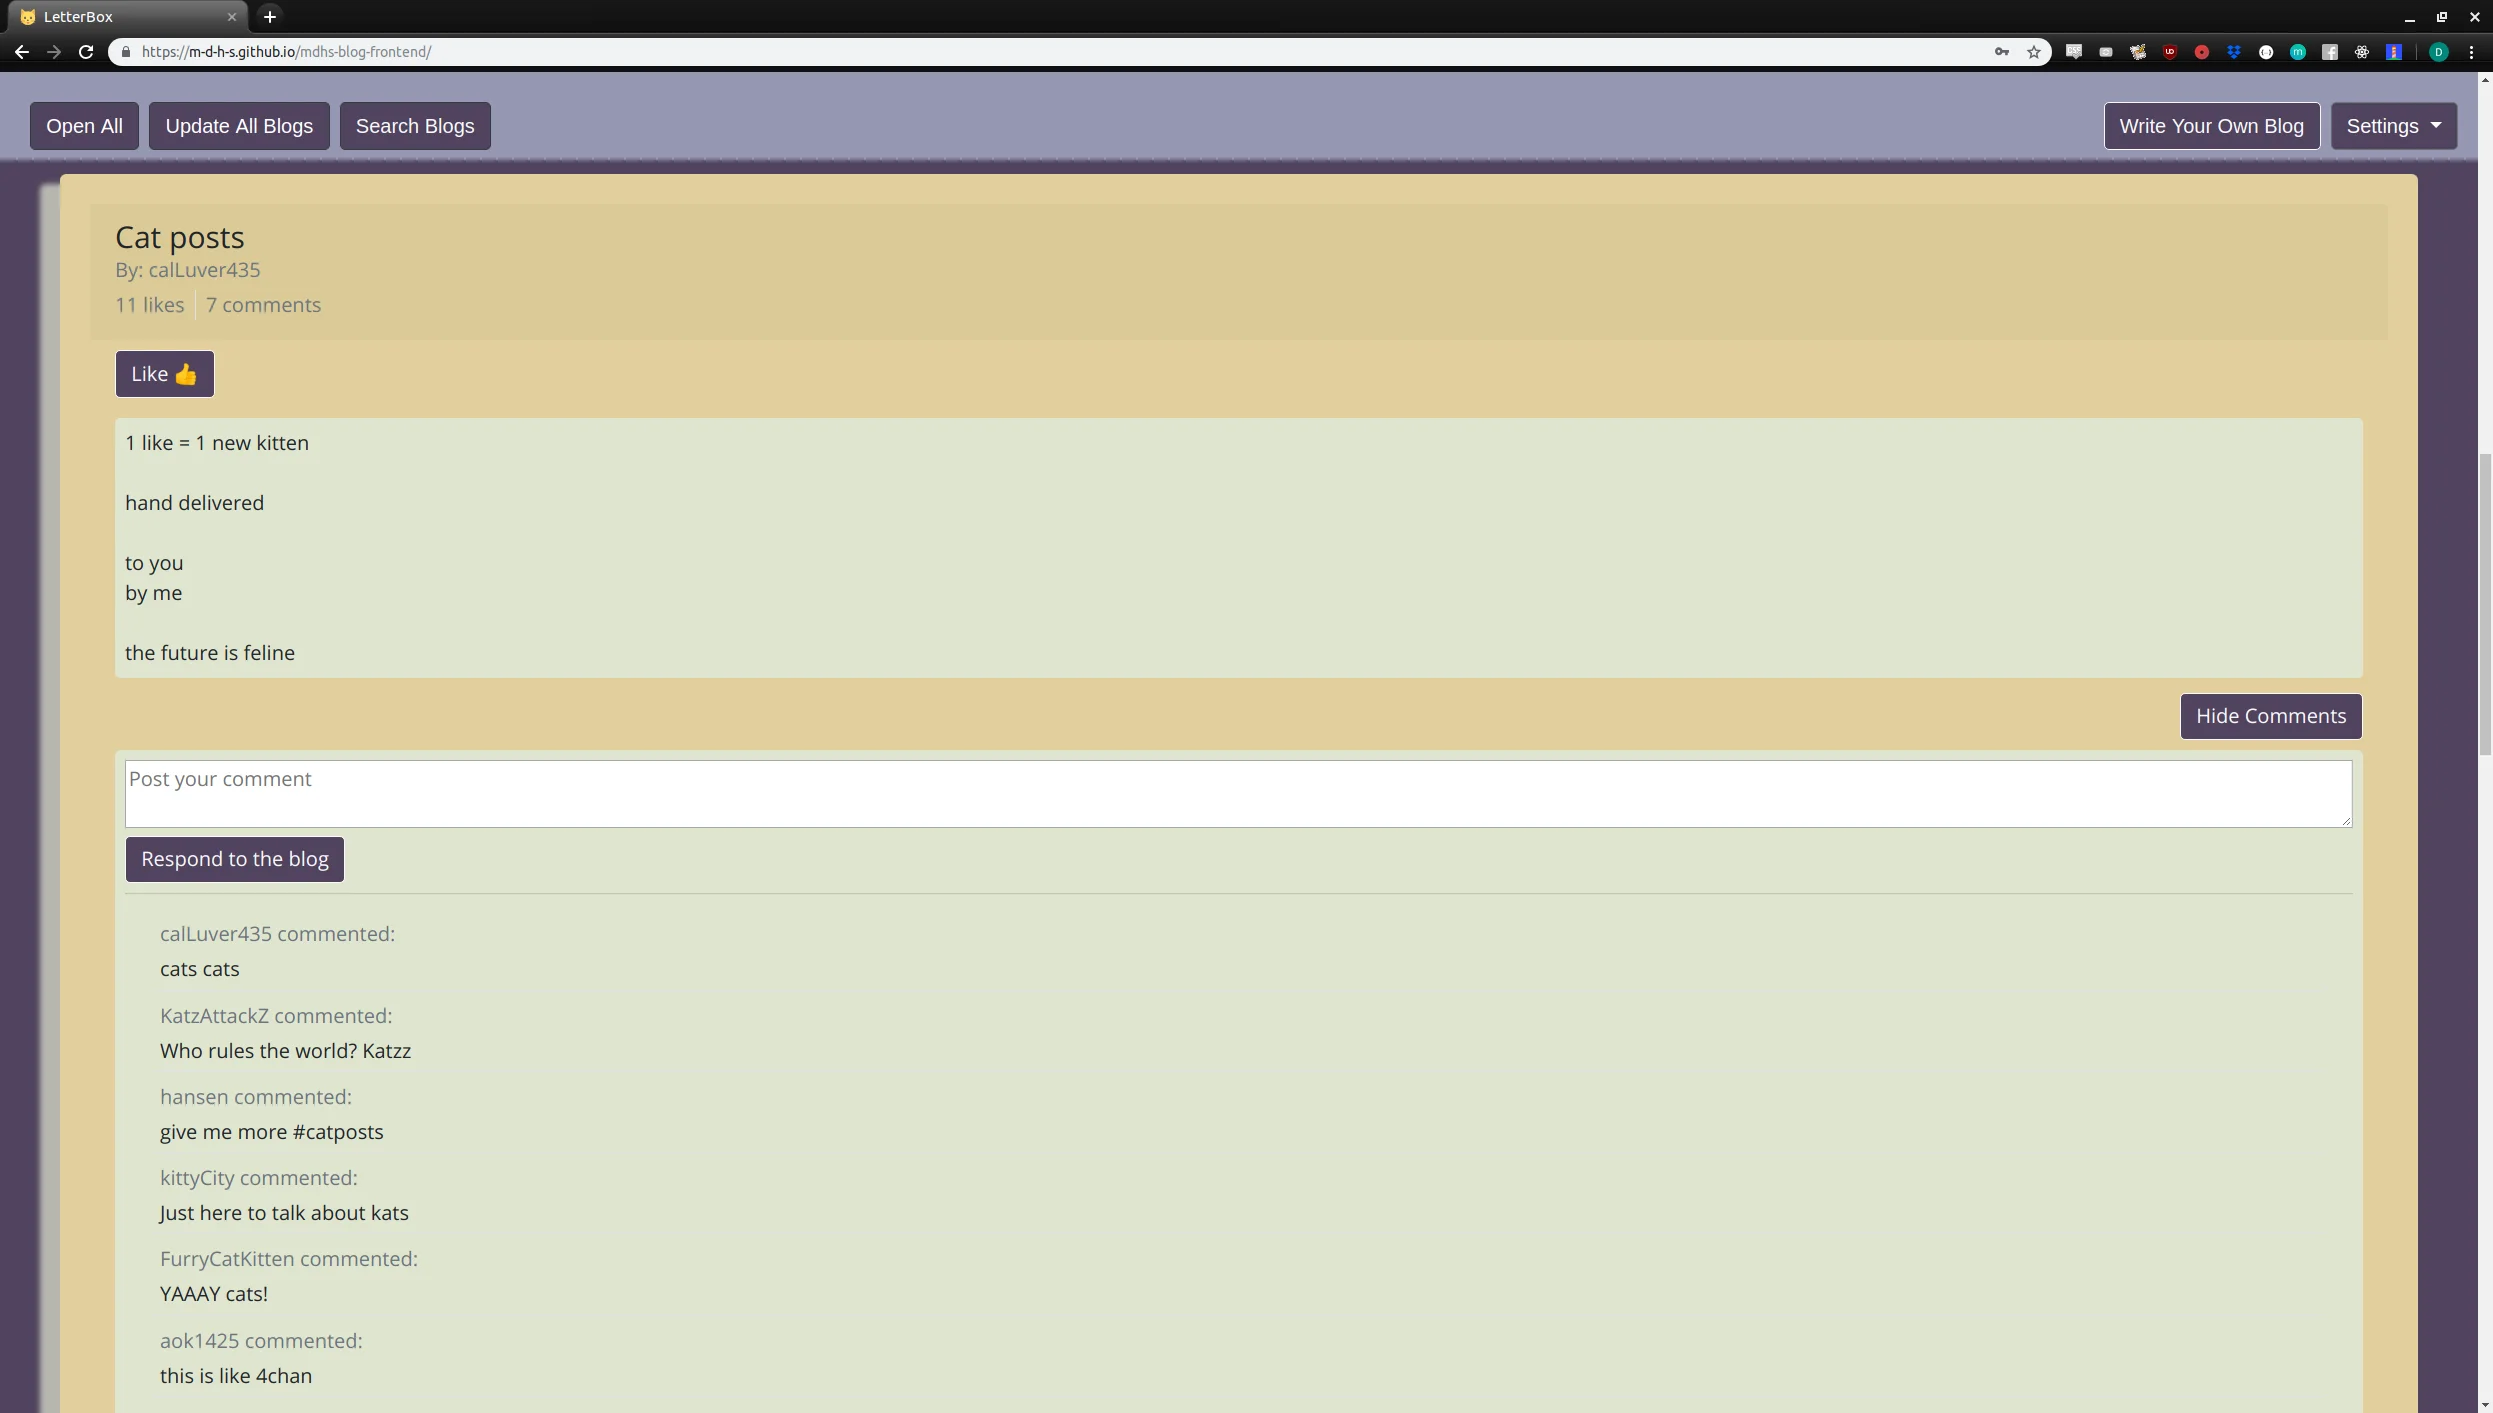 LetterBox
https://m-d-h-s.github.io/mdhs-blog-frontend/
D
Open All
Update All Blogs
Search Blogs
Write Your Own Blog
Settings
Cat posts
By: calLuver435
11 likes
7 comments
Like 👍
1 like = 1 new kitten
hand delivered
to you
by me
the future is feline
Hide Comments
Post your comment
Respond to the blog
calLuver435 commented:
cats cats
KatzAttackZ commented:
Who rules the world? Katzz
hansen commented:
give me more #catposts
kittyCity commented:
Just here to talk about kats
FurryCatKitten commented:
YAAAY cats!
aok1425 commented:
this is like 4chan